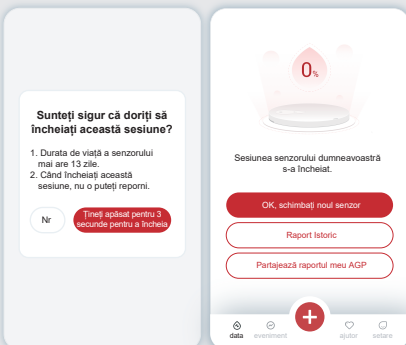 Sunteți sigur că doriți să
încheiați această sesiune?
1. Durata de viață a senzorului
mai are 13 zile.
2. Când încheiați această
sesiune, nu o puteți reporni.
Nr
Țineți apăsat pentru 3
secunde pentru a încheia
0%
Sesiunea senzorului dumneavoastră
s-a încheiat.
OK, schimbați noul senzor
Raport Istoric
Partajează raportul meu AGP
data
eveniment
ajutor
setare